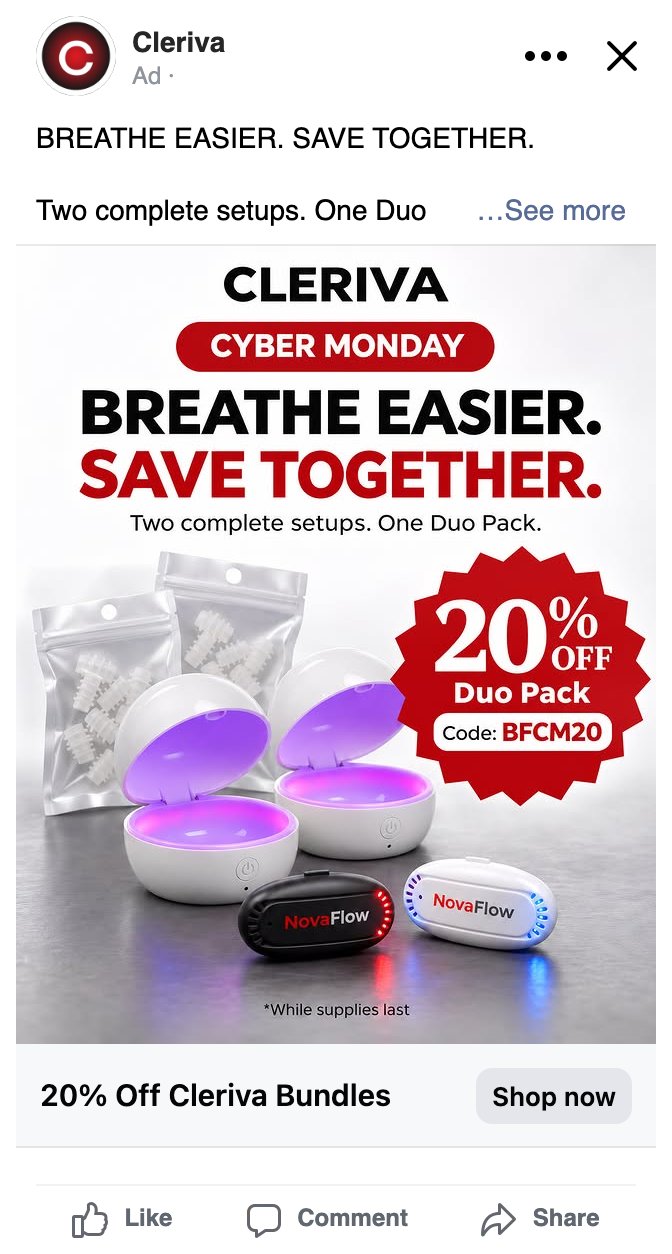 Cleriva
Ad ·
BREATHE EASIER. SAVE TOGETHER.
Two complete setups. One Duo ...See more
CLERIVA
CYBER MONDAY
BREATHE EASIER.
SAVE TOGETHER.
Two complete setups. One Duo Pack.
20% OFF
Duo Pack
Code: BFCM20
NovaFlow
NovaFlow
*While supplies last
20% Off Cleriva Bundles
Shop now
Like
Comment
Share